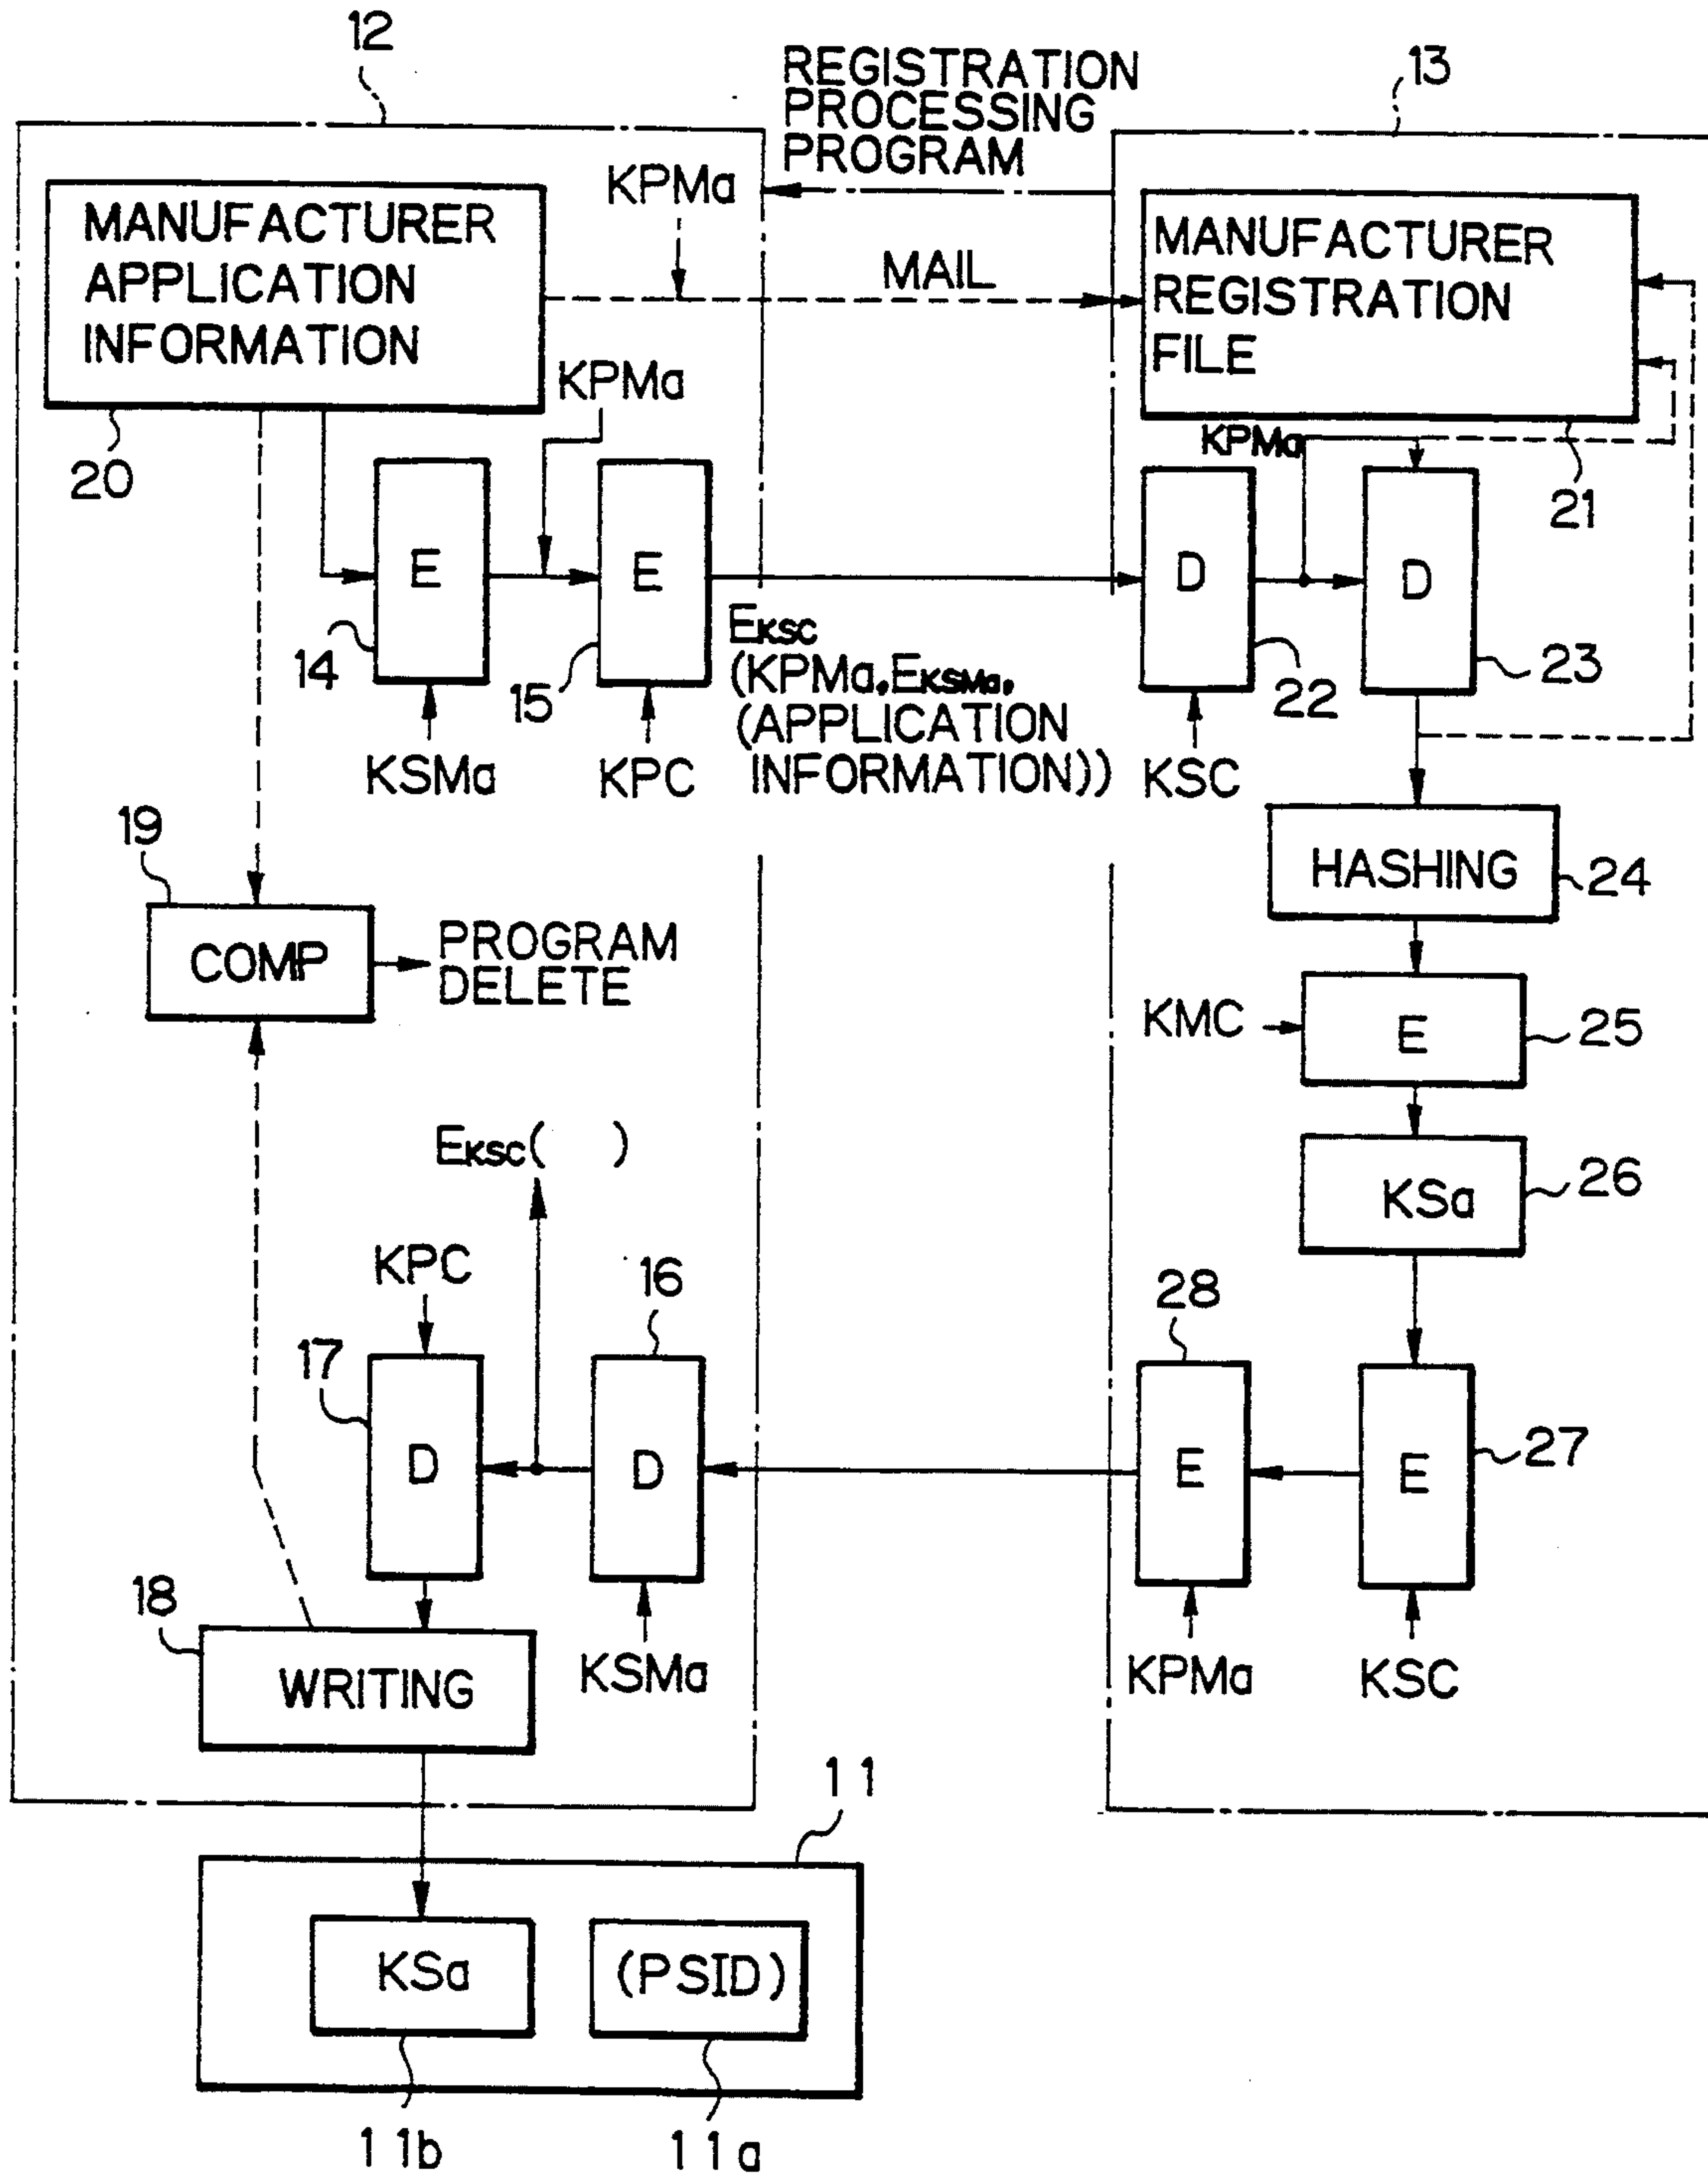 12
REGISTRATION
PROCESSING
PROGRAM
13
KPMa
MANUFACTURER
APPLICATION
INFORMATION
MAIL
MANUFACTURER
REGISTRATION
FILE
KPMa
20
KPMa
21
E
E
D
D
14
15
EKSC
(KPMa,EKSMa,
(APPLICATION
INFORMATION))
22
23
KSMa
KPC
KSC
19
HASHING
24
COMP
PROGRAM
DELETE
KMC
E
25
EKSC( )
KSa
26
KPC
16
28
17
D
D
E
E
27
18
WRITING
KSMa
KPMa
KSC
11
KSa
(PSID)
11b
11a